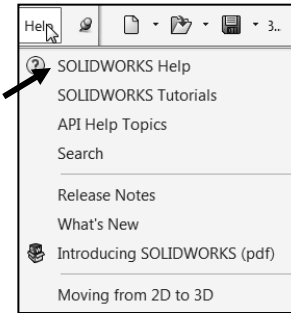 Help 3..
SOLIDWORKS Help
SOLIDWORKS Tutorials
API Help Topics
Search
Release Notes
What's New
Introducing SOLIDWORKS (pdf)
Moving from 2D to 3D